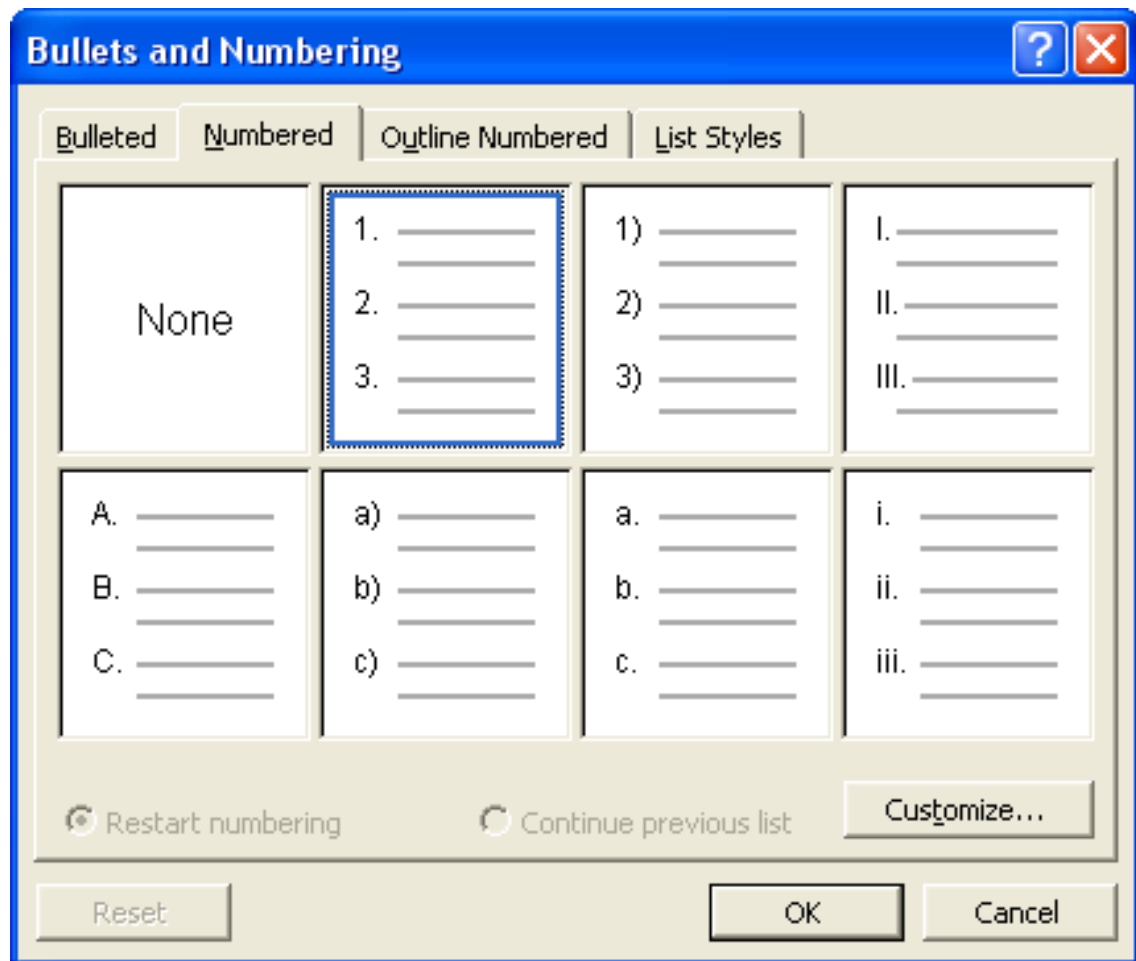 Bullets and Numbering
Bulleted Numbered Outline Numbered List Styles
None
1.
2.
3.
1)
2)
3)
I.
II.
III.
A.
B.
C.
a)
b)
c)
a.
b.
c.
i.
ii.
iii.
Restart numbering Continue previous list Customize...
Reset OK Cancel